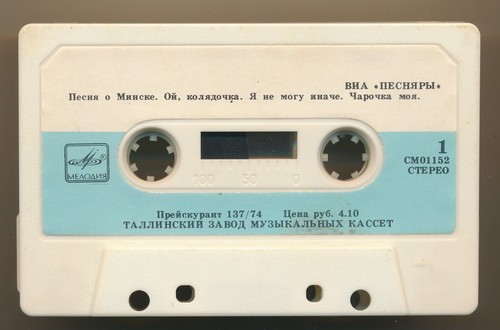 ВИА «ПЕСНЯРЫ»
Песня о Минске. Ой, колядочка. Я не могу иначе. Чарочка моя.
1
СМ01152
СТЕРЕО
МЕЛОДИЯ
100 50 0
Прейскурант 137/74 Цена руб. 4.10
ТАЛЛИНСКИЙ ЗАВОД МУЗЫКАЛЬНЫХ КАССЕТ